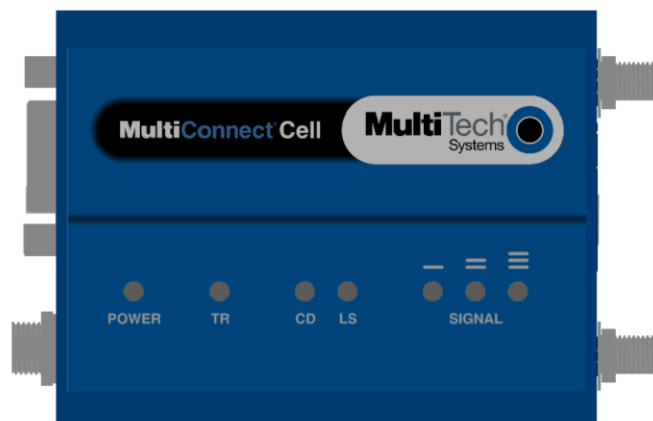 MultiConnect® Cell
MultiTech®
Systems
POWER TR CD LS SIGNAL